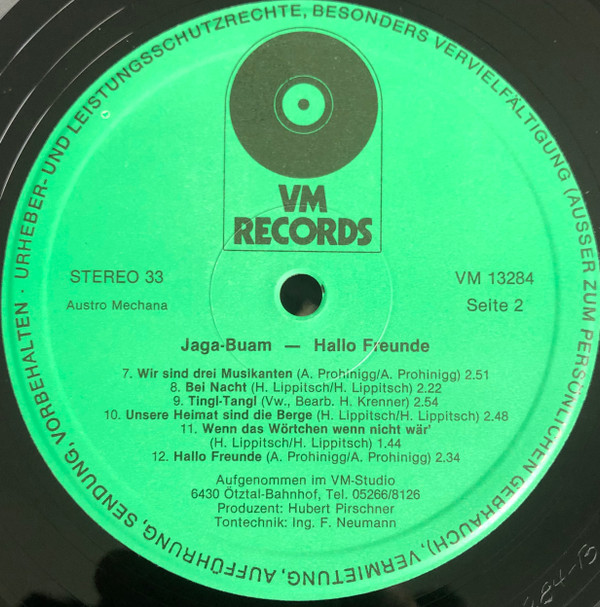 URHEBER- UND LEISTUNGSSCHUTZRECHTE, BESONDERS VERVIELFÄLTIGUNG (AUSSER ZUM PERSÖNLICHEN GEBRAUCH), VERMIETUNG, AUFFÜHRUNG, SENDUNG, VORBEHALTEN ·
VM
RECORDS
STEREO 33
VM 13284
Austro Mechana
Seite 2
Jaga-Buam — Hallo Freunde
7. Wir sind drei Musikanten (A. Prohinigg/A. Prohinigg) 2.51
8. Bei Nacht (H. Lippitsch/H. Lippitsch) 2.22
9. Tingl-Tangl (Vw., Bearb. H. Krenner) 2.54
10. Unsere Heimat sind die Berge (H. Lippitsch/H. Lippitsch) 2.48
11. Wenn das Wörtchen wenn nicht wär'
(H. Lippitsch/H. Lippitsch) 1.44
12. Hallo Freunde (A. Prohinigg/A. Prohinigg) 2.34
Aufgenommen im VM-Studio
6430 Ötztal-Bahnhof, Tel. 05266/8126
Produzent: Hubert Pirschner
Tontechnik: Ing. F. Neumann
84-B